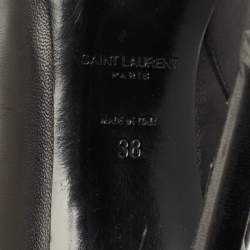 SAINT LAURENT
PARIS
MADE IN ITALY
38